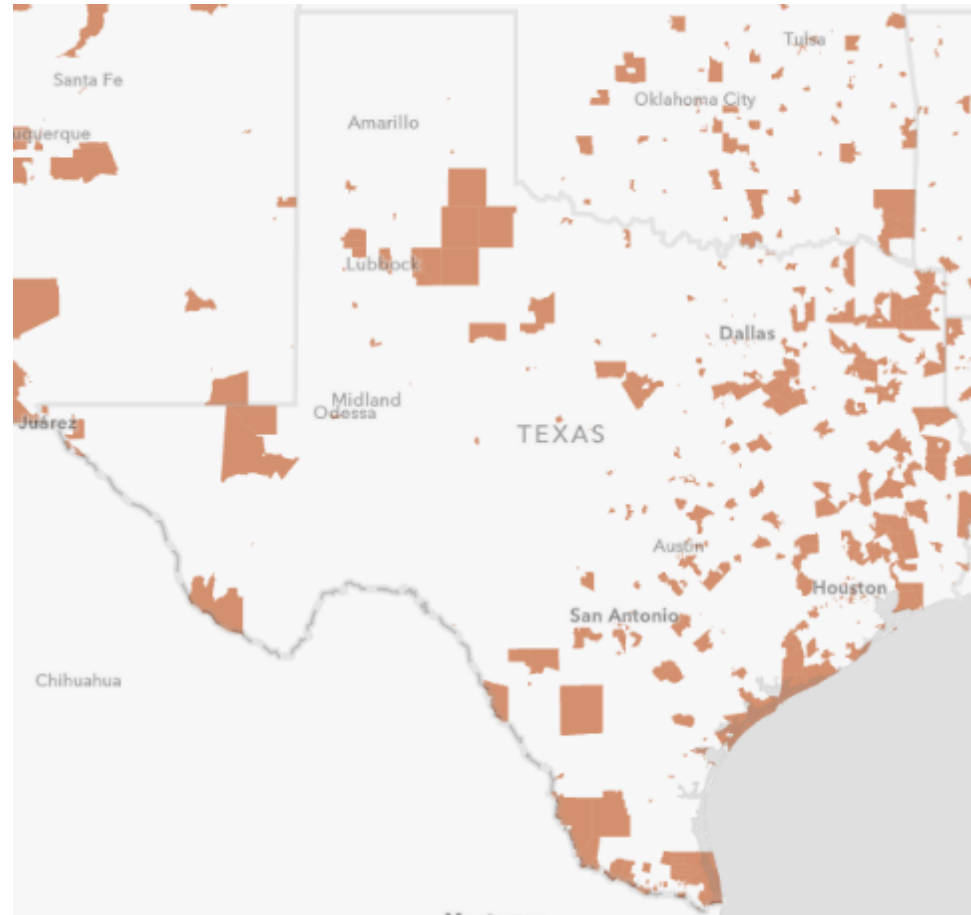 Tulsa
Santa Fe
Oklahoma City
Amarillo
uquerque
Lubbock
Dallas
Midland
Odessa
Juárez
TEXAS
Austin
Houston
San Antonio
Chihuahua